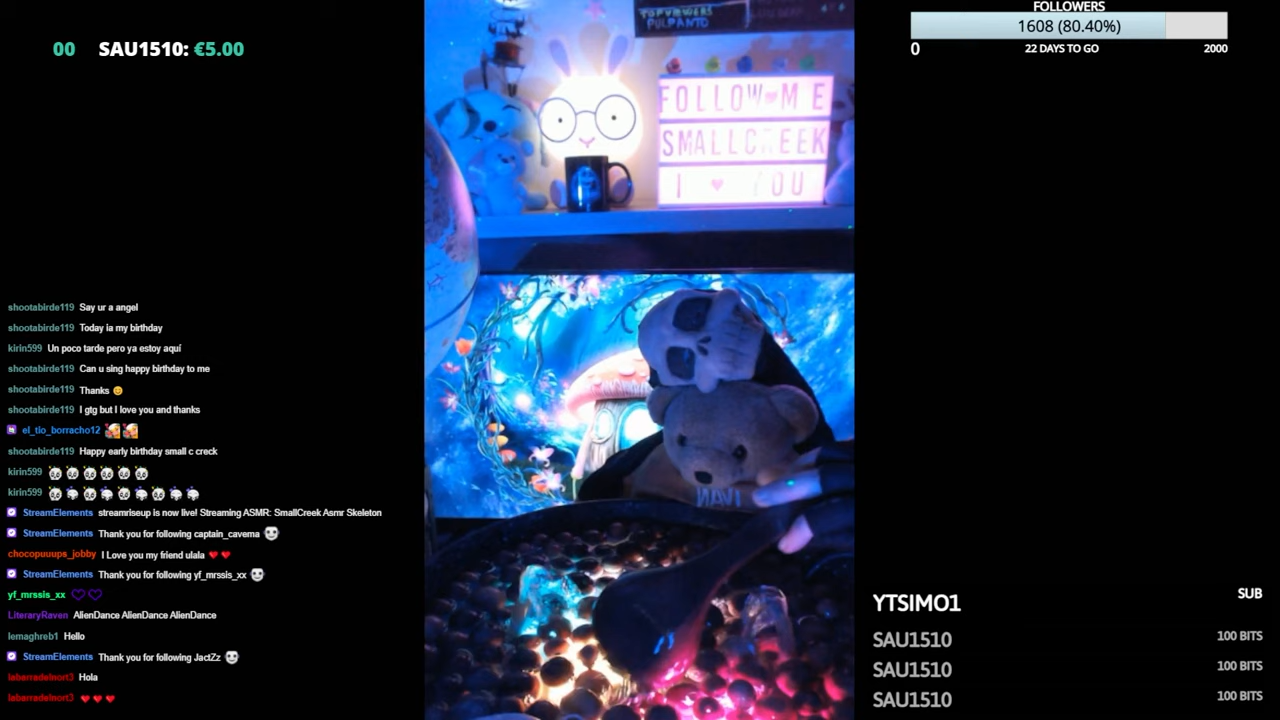 00 SAU1510: €5.00
FOLLOWERS
1608 (80.40%)
0 22 DAYS TO GO 2000
TOPVIEWERS
PULPANTO
FOLLOW ME
SMALLCREEK
I YOU
NAVI
shootabirde119 Say ur a angel
shootabirde119 Today ia my birthday
kirin599 Un poco tarde pero ya estoy aquí
shootabirde119 Can u sing happy birthday to me
shootabirde119 Thanks
shootabirde119 I gtg but I love you and thanks
el_tio_borracho12
shootabirde119 Happy early birthday small c creck
kirin599
kirin599
StreamElements streamriseup is now live! Streaming ASMR: SmallCreek Asmr Skeleton
StreamElements Thank you for following captain_cavema
chocopuuups_jobby I Love you my friend ulala
StreamElements Thank you for following yf_mrssis_xx
yf_mrssis_xx
LiteraryRaven AlienDance AlienDance AlienDance
lemaghreb1 Hello
StreamElements Thank you for following JactZz
labarradelnort3 Hola
labarradelnort3
YTSIMO1 SUB
SAU1510 100 BITS
SAU1510 100 BITS
SAU1510 100 BITS